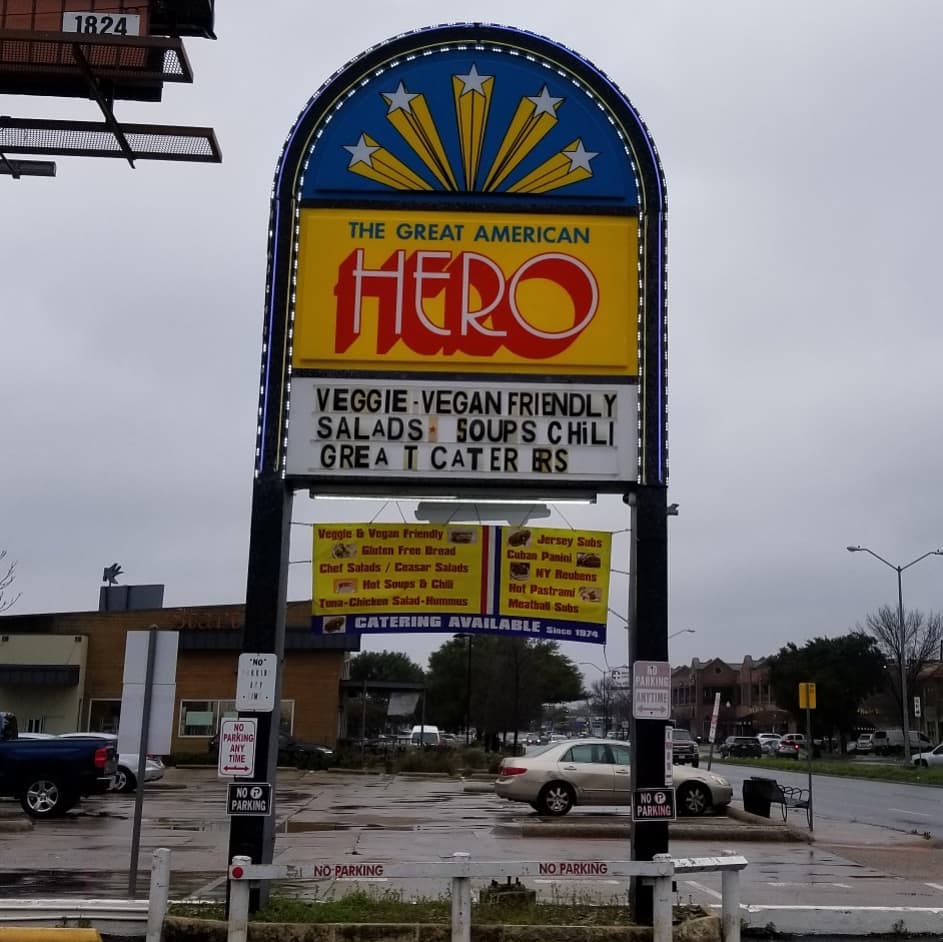 1824
THE GREAT AMERICAN
HERO
VEGGIE-VEGAN FRIENDLY
SALADS SOUPS CHiLI
GREAT CATERERS
Veggie & Vegan Friendly
Gluten Free Bread
Chef Salads / Ceasar Salads
Hot Soups & Chili
Tuna-Chicken Salad-Hummus
Jersey Subs
Cuban Panini
NY Reubens
Hot Pastrami
Meatball Subs
CATERING AVAILABLE Since 1974
NO
NO
PARKING
ANY
TIME
NO P
PARKING
NO
PARKING
ANYTIME
NO P
PARKING
NO PARKING
NO PARKING